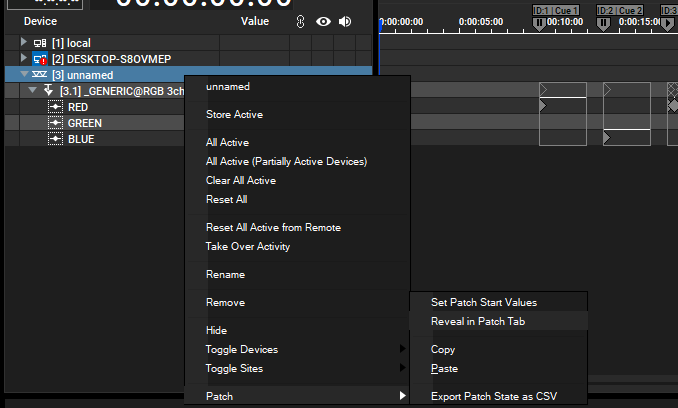 Device Value
0:00:00:00 0:00:05:00 0:00:10:00 0:00:15:00
ID:1 Cue 1 ID:2 Cue 2 ID:3
[1] local
[2] DESKTOP-S8OVMEP
[3] unnamed
[3.1] _GENERIC@RGB 3ch
RED
GREEN
BLUE
unnamed
Store Active
All Active
All Active (Partially Active Devices)
Clear All Active
Reset All
Reset All Active from Remote
Take Over Activity
Rename
Remove
Hide
Toggle Devices
Toggle Sites
Patch
Set Patch Start Values
Reveal in Patch Tab
Copy
Paste
Export Patch State as CSV